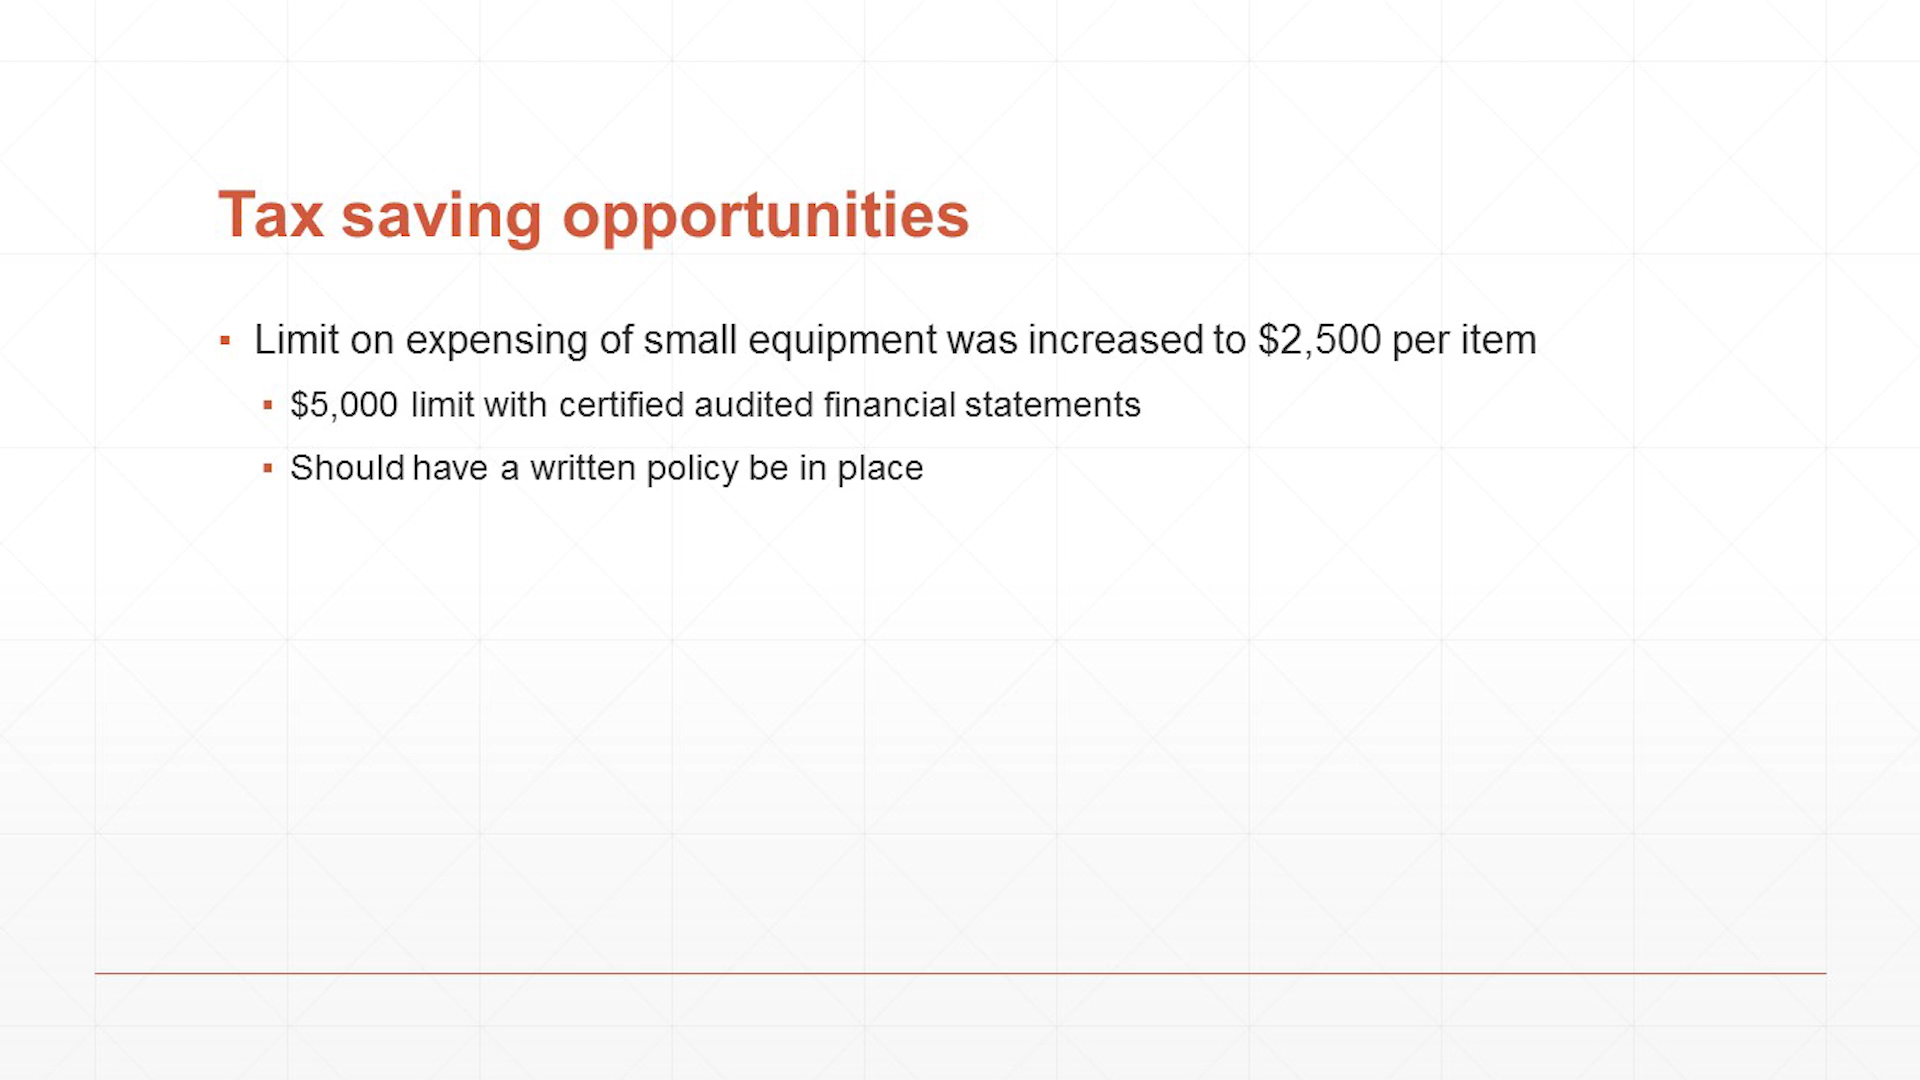 Tax saving opportunities
▪ Limit on expensing of small equipment was increased to $2,500 per item
▪ $5,000 limit with certified audited financial statements
▪ Should have a written policy be in place